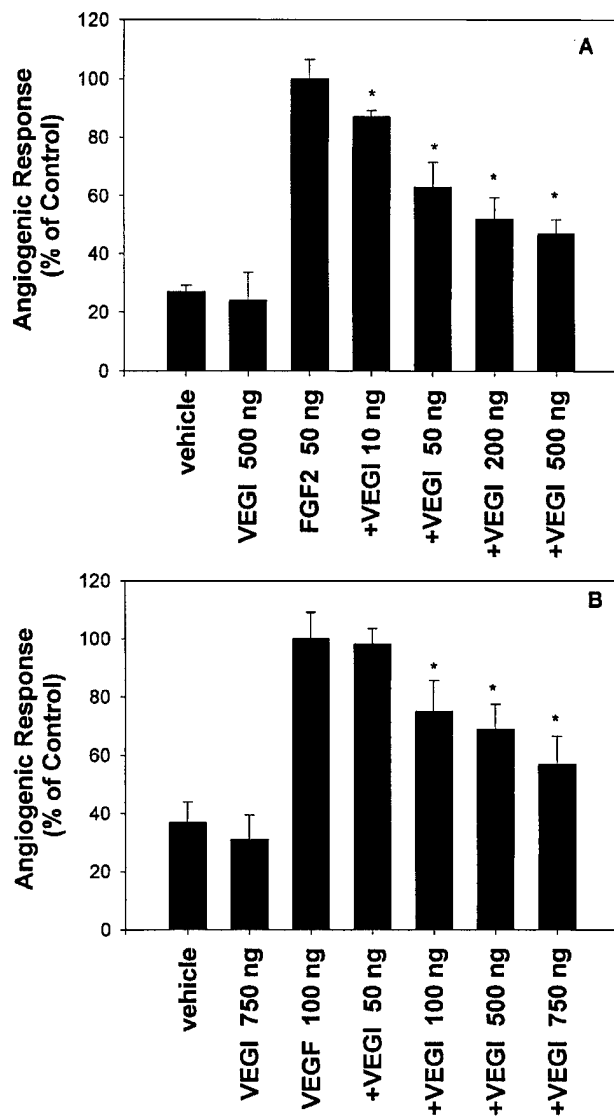 A
Angiogenic Response
(% of Control)
120
100
80
60
40
20
0
*
*
*
*
vehicle
VEGI 500 ng
FGF2 50 ng
+VEGI 10 ng
+VEGI 50 ng
+VEGI 200 ng
+VEGI 500 ng
B
Angiogenic Response
(% of Control)
120
100
80
60
40
20
0
*
*
*
vehicle
VEGI 750 ng
VEGF 100 ng
+VEGI 50 ng
+VEGI 100 ng
+VEGI 500 ng
+VEGI 750 ng